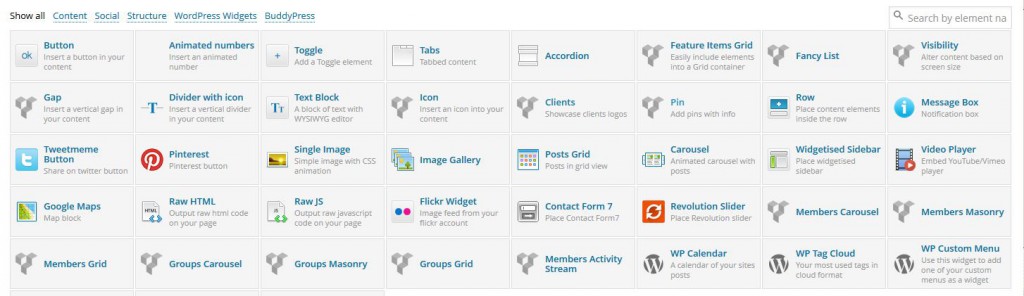 Show all Content Social Structure WordPress Widgets BuddyPress
Search by element na
ok
Button
Insert a button in your
content
Animated numbers
Insert an animated
number
+
Toggle
Add a Toggle element
Tabs
Tabbed content
Accordion
Feature Items Grid
Easily include elements
into a Grid container
Fancy List
Visibility
Alter content based on
screen size
Gap
Insert a vertical gap in
your content
T
Divider with icon
Insert a vertical divider
in your content
TT
Text Block
A block of text with
WYSIWYG editor
Icon
Insert an icon into your
content
Clients
Showcase clients logos
Pin
Add pins with info
Row
Place content elements
inside the row
i
Message Box
Notification box
t
Tweetmeme
Button
Share on twitter button
Pinterest
Pinterest button
Single Image
Simple image with CSS
animation
Image Gallery
Posts Grid
Posts in grid view
Carousel
Animated carousel with
posts
Widgetised Sidebar
Place widgetised
sidebar
Video Player
Embed YouTube/Vimeo
player
Google Maps
Map block
HTML
Raw HTML
Output raw html code
on your page
JS
Raw JS
Output raw javascript
code on your page
Flickr Widget
Image feed from your
flickr account
Contact Form 7
Place Contact Form7
Revolution Slider
Place Revolution slider
Members Carousel
Members Masonry
Members Grid
Groups Carousel
Groups Masonry
Groups Grid
Members Activity
Stream
WP Calendar
A calendar of your sites
posts
WP Tag Cloud
Your most used tags in
cloud format
WP Custom Menu
Use this widget to add
one of your custom
menus as a widget